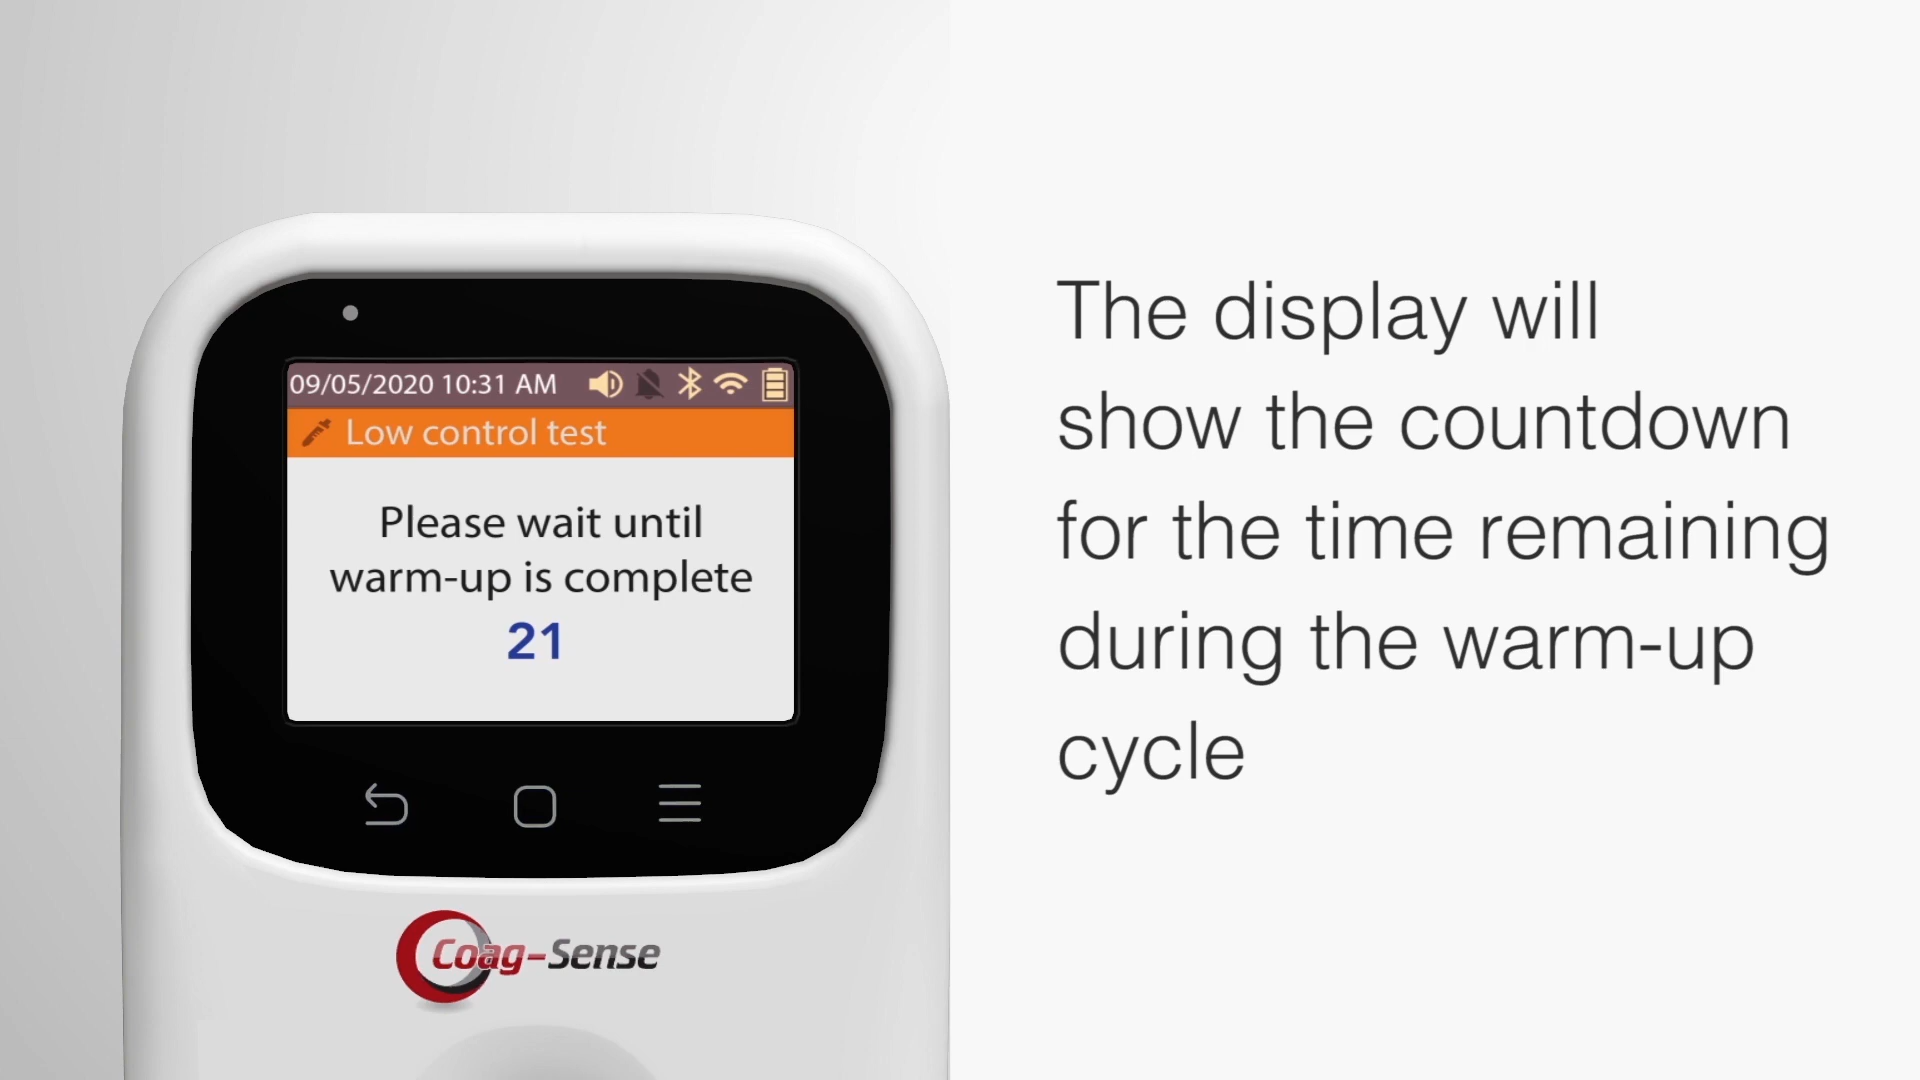 09/05/2020 10:31 AM
Low control test
Please wait until
warm-up is complete
21
Coag-Sense
The display will
show the countdown
for the time remaining
during the warm-up
cycle